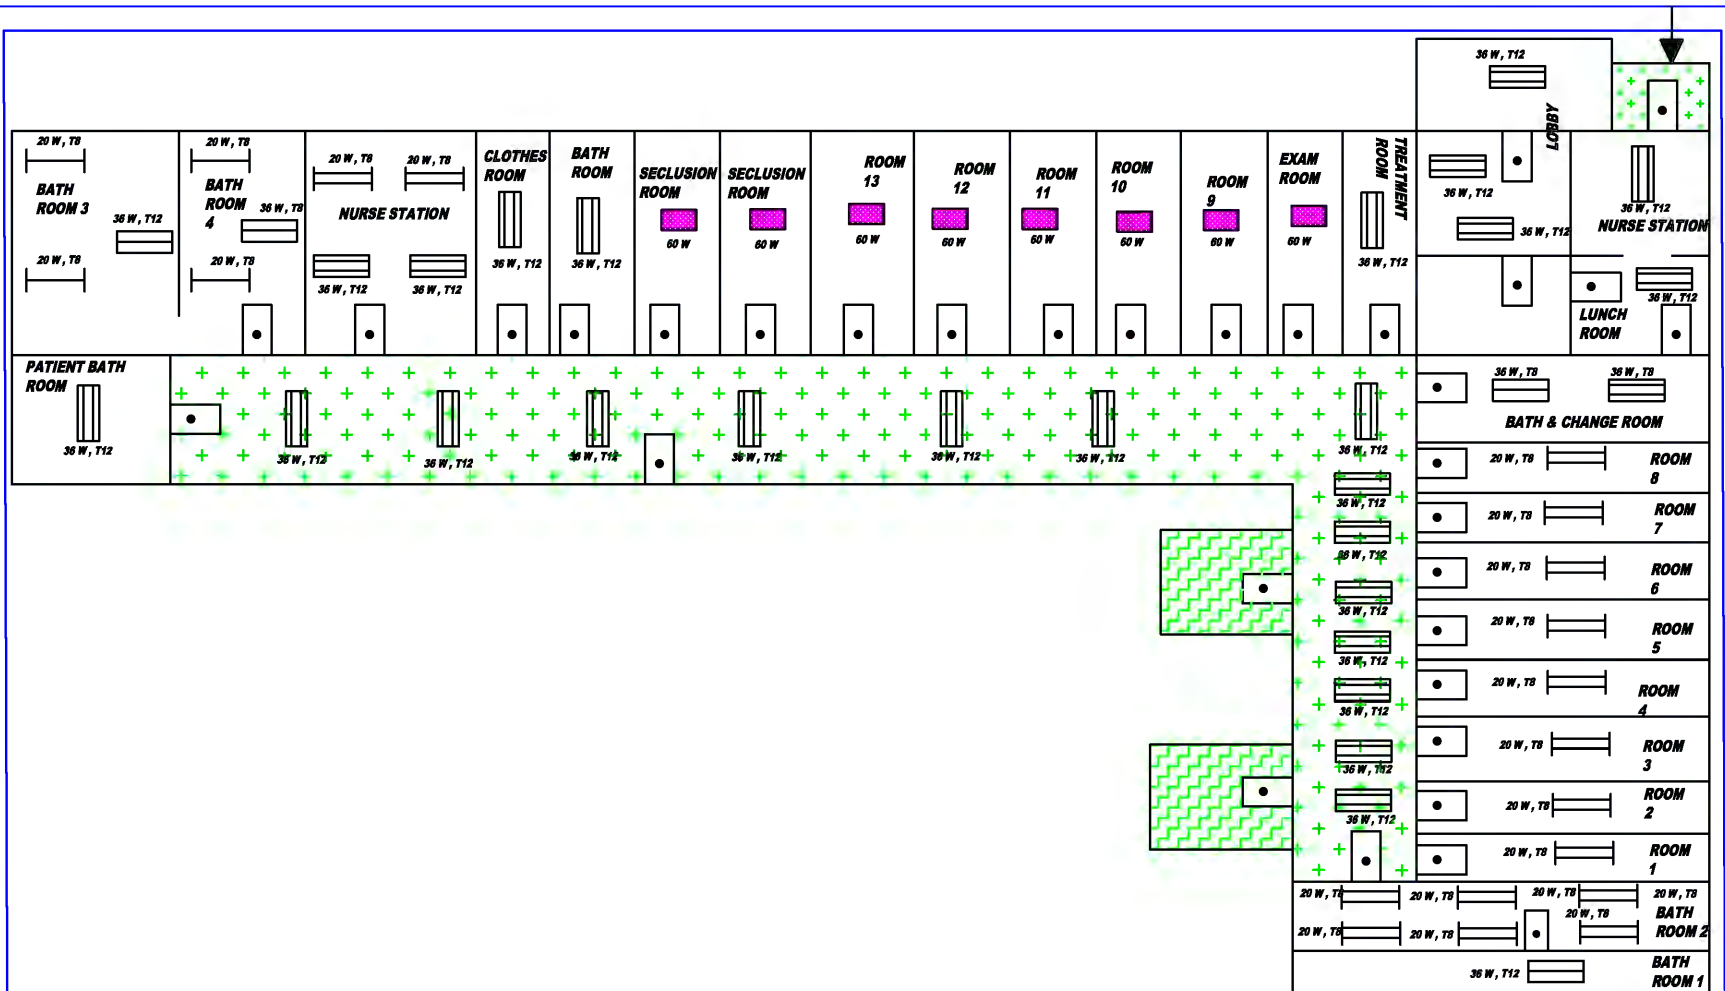 36 W, T12
LOBBY
20 W, T8
20 W, T8
20 W, T8
20 W, T8
CLOTHES
ROOM
BATH
ROOM
SECLUSION
ROOM
SECLUSION
ROOM
ROOM
13
ROOM
12
ROOM
11
ROOM
10
ROOM
9
EXAM
ROOM
TREATMENT
ROOM
BATH
ROOM 3
BATH
ROOM
4
36 W, T12
36 W, T8
NURSE STATION
60 W
60 W
60 W
60 W
60 W
60 W
60 W
60 W
36 W, T12
36 W, T12
36 W, T12
NURSE STATION
20 W, T8
20 W, T8
36 W, T12
36 W, T12
36 W, T12
36 W, T12
36 W, T12
36 W, T12
LUNCH
ROOM
PATIENT BATH
ROOM
36 W, T12
36 W, T8
36 W, T8
BATH & CHANGE ROOM
36 W, T12
36 W, T12
36 W, T12
36 W, T12
36 W, T12
36 W, T12
36 W, T12
20 W, T8
ROOM
8
36 W, T12
20 W, T8
ROOM
7
36 W, T12
20 W, T8
ROOM
6
36 W, T12
20 W, T8
ROOM
5
36 W, T12
20 W, T8
ROOM
4
36 W, T12
20 W, T8
ROOM
3
36 W, T12
20 W, T8
ROOM
2
36 W, T12
20 W, T8
ROOM
1
20 W, T8
20 W, T8
20 W, T8
20 W, T8
20 W, T8
BATH
ROOM 2
20 W, T8
20 W, T8
36 W, T12
BATH
ROOM 1